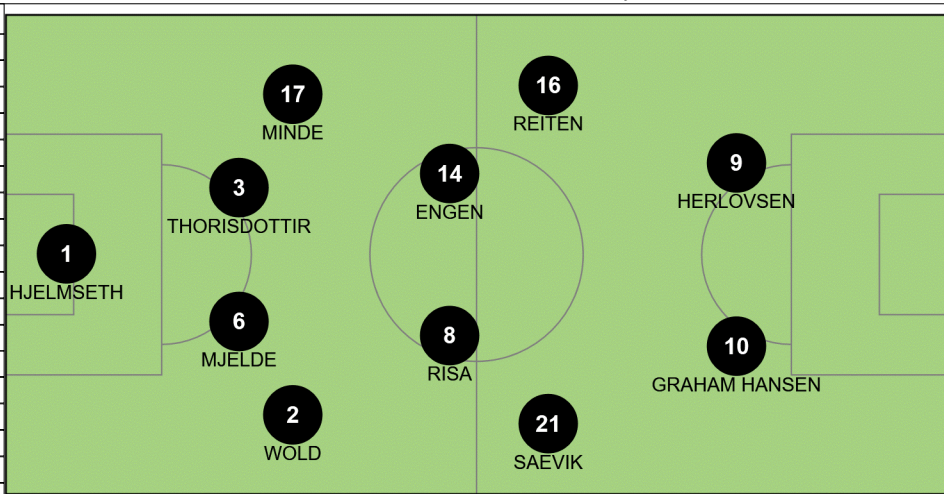 17
MINDE
16
REITEN
3
THORISDOTTIR
14
ENGEN
9
HERLOVSEN
1
HJELMSETH
6
MJELDE
8
RISA
10
GRAHAM HANSEN
2
WOLD
21
SAEVIK